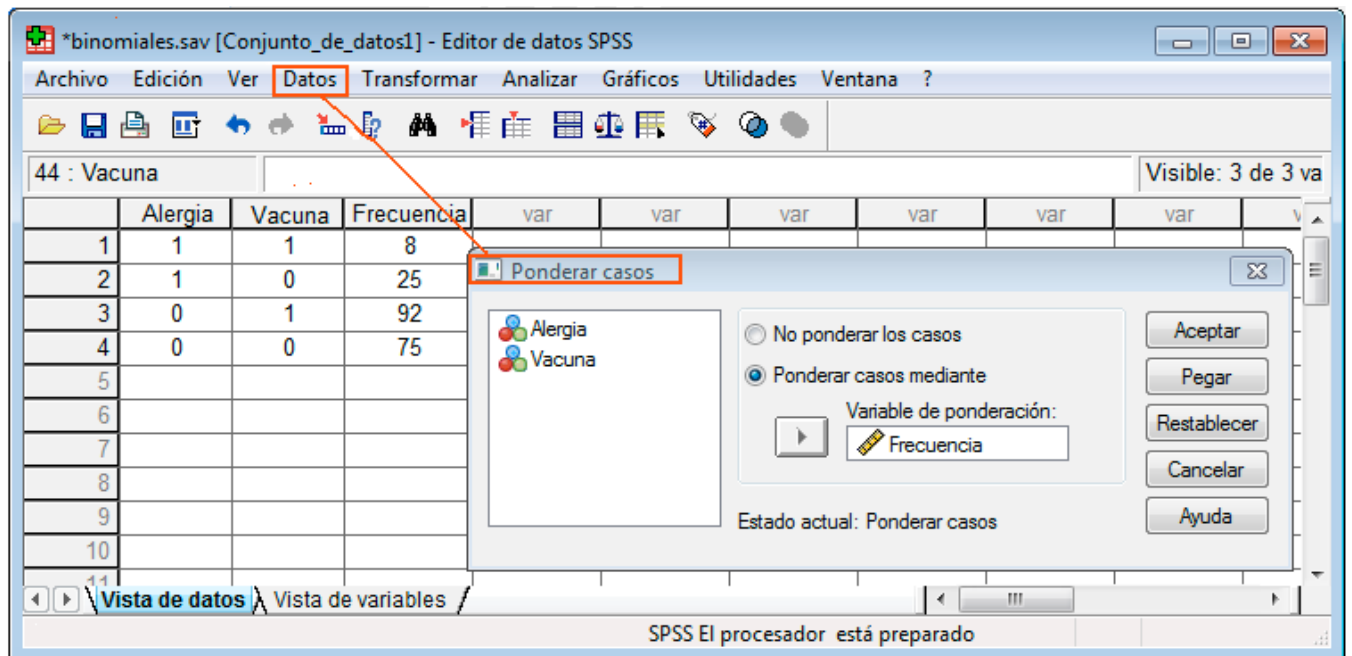 *binomiales.sav [Conjunto_de_datos1] - Editor de datos SPSS
Archivo Edición Ver Datos Transformar Analizar Gráficos Utilidades Ventana ?
44 : Vacuna
Visible: 3 de 3 va
Alergia Vacuna Frecuencia var var var var var var v
1 1 1 8
2 1 0 25
3 0 1 92
4 0 0 75
5
6
7
8
9
10
11
Ponderar casos
Alergia
Vacuna
No ponderar los casos
Ponderar casos mediante
Variable de ponderación:
Frecuencia
Estado actual: Ponderar casos
Aceptar
Pegar
Restablecer
Cancelar
Ayuda
Vista de datos Vista de variables
SPSS El procesador está preparado